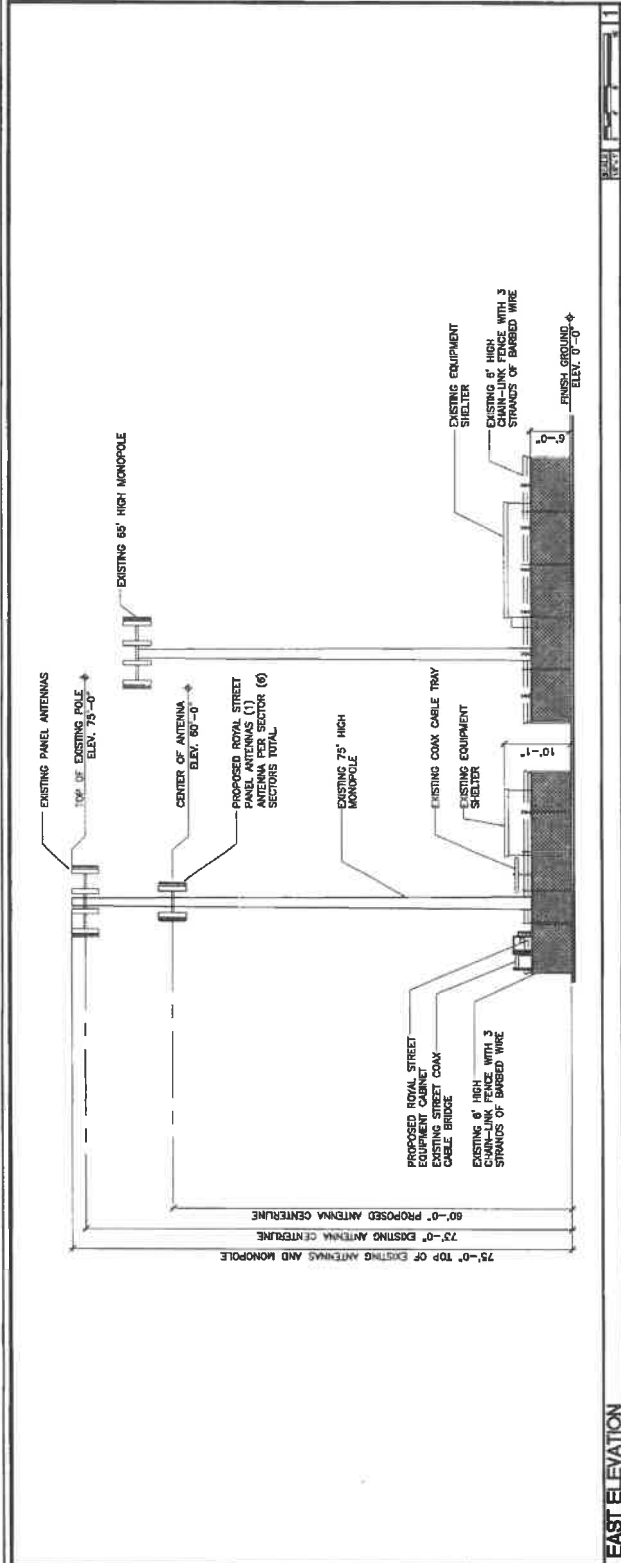 EXISTING PANEL ANTENNAS
TOP OF EXISTING POLE
ELEV. 75'-0"
EXISTING 65' HIGH MONOPOLE
CENTER OF ANTENNA
ELEV. 60'-0"
PROPOSED ROYAL STREET
PANEL ANTENNAS (1)
ANTENNA PER SECTOR (6)
SECTORS TOTAL.
EXISTING 75' HIGH
MONOPOLE
EXISTING COAX CABLE TRAY
EXISTING EQUIPMENT
SHELTER
10'-1"
EXISTING EQUIPMENT
SHELTER
EXISTING 6' HIGH
CHAIN-LINK FENCE WITH 3
STRANDS OF BARBED WIRE
6'-0"
FINISH GROUND
ELEV. 0'-0"
PROPOSED ROYAL STREET
EQUIPMENT CABINET
EXISTING STREET COAX
CABLE BRIDGE
EXISTING 6' HIGH
CHAIN-LINK FENCE WITH 3
STRANDS OF BARBED WIRE
60'-0" PROPOSED ANTENNA CENTERLINE
73'-0" EXISTING ANTENNA CENTERLINE
75'-0" TOP OF EXISTING ANTENNAS AND MONOPOLE
EAST ELEVATION
SCALE
1